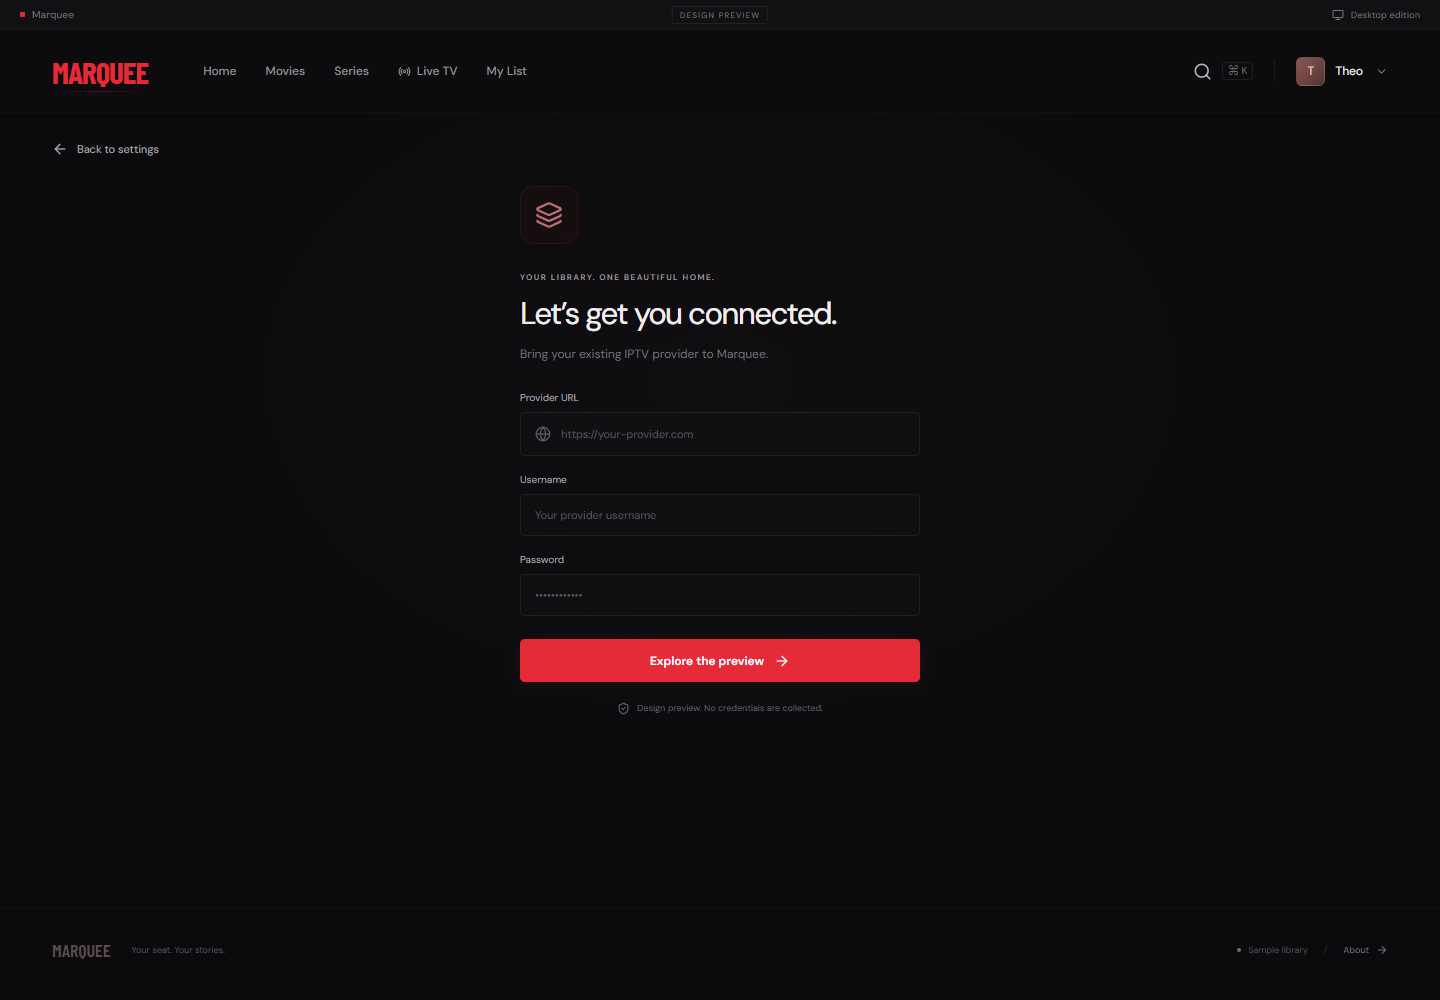 Marquee
DESIGN PREVIEW
Desktop edition
MARQUEE
Home
Movies
Series
Live TV
My List
⌘ K
T
Theo
Back to settings
YOUR LIBRARY. ONE BEAUTIFUL HOME.
Let's get you connected.
Bring your existing IPTV provider to Marquee.
Provider URL
https://your-provider.com
Username
Your provider username
Password
••••••••••••
Explore the preview
Design preview. No credentials are collected.
MARQUEE
Your seat. Your stories.
Sample library
/
About